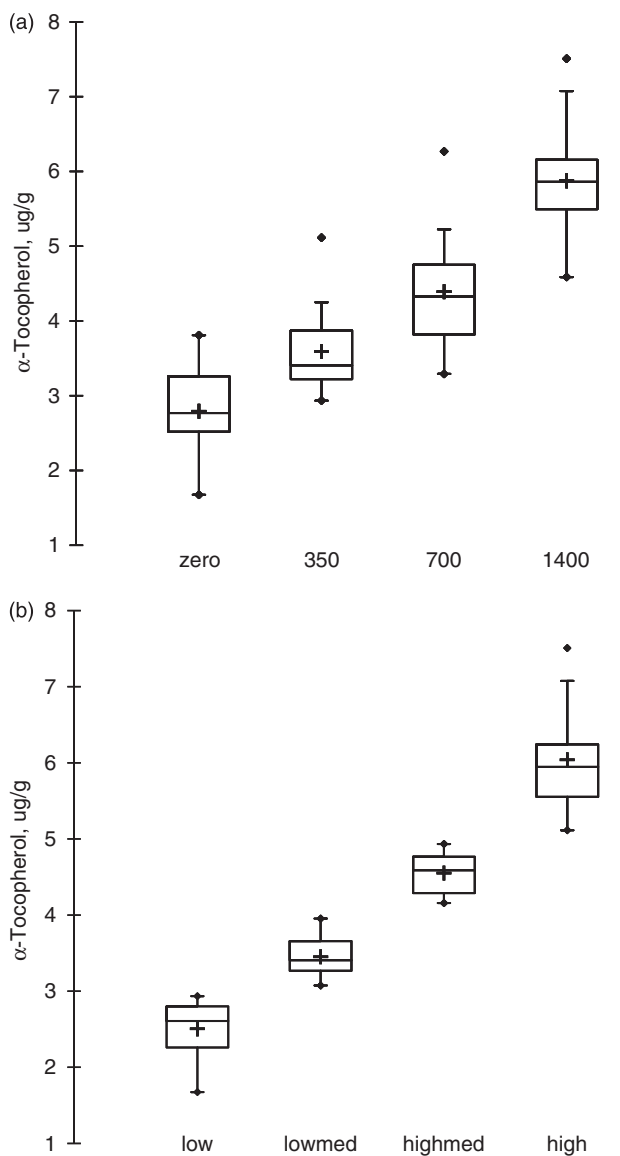 (a)
8
7
6
5
4
3
2
1
α-Tocopherol, ug/g
zero 350 700 1400
(b)
8
7
6
5
4
3
2
1
α-Tocopherol, ug/g
low lowmed highmed high